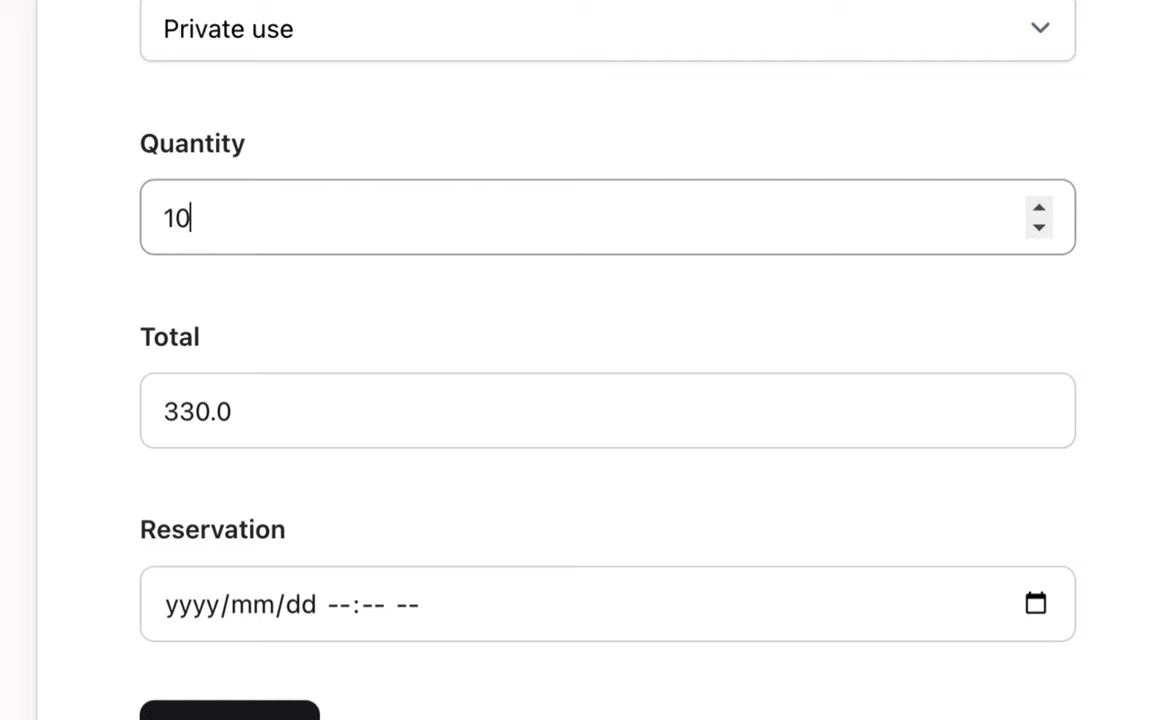 Private use
Quantity
10
Total
330.0
Reservation
yyyy/mm/dd --:-- --